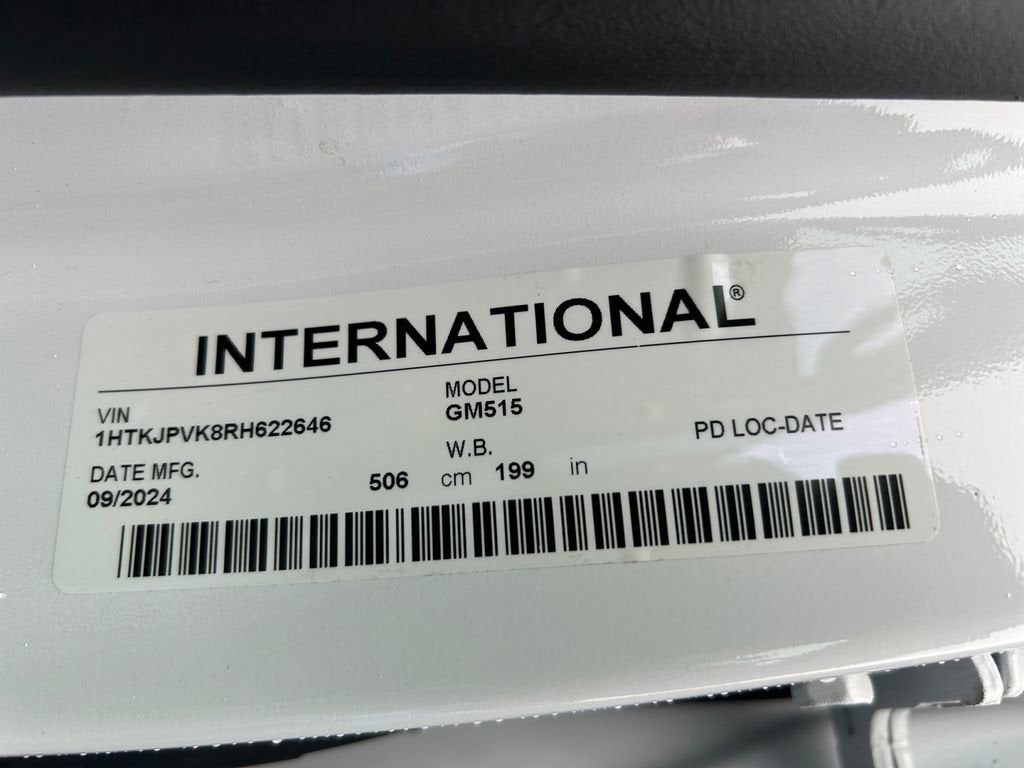 INTERNATIONAL®
VIN
1HTKJPVK8RH622646
MODEL
GM515
DATE MFG.
09/2024
W.B.
506 cm 199 in
PD LOC-DATE